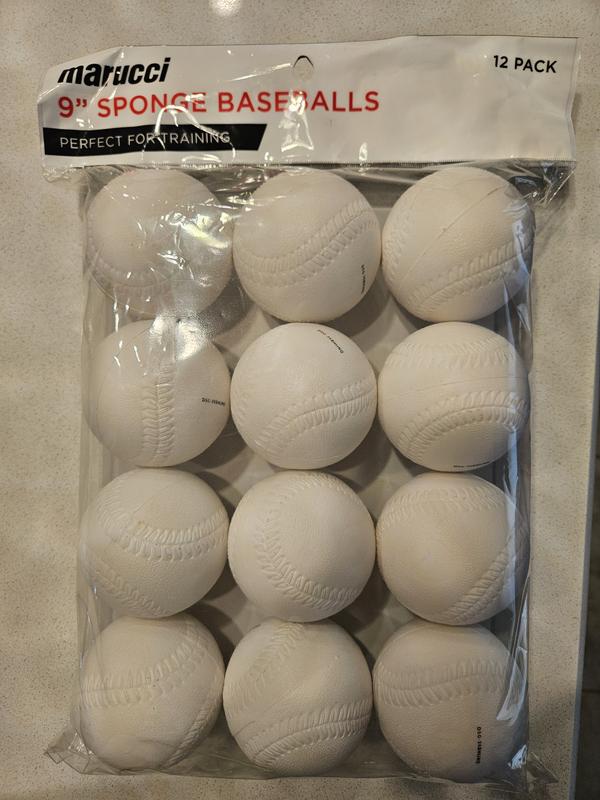 marucci
12 PACK
9” SPONGE BASEBALLS
PERFECT FOR TRAINING